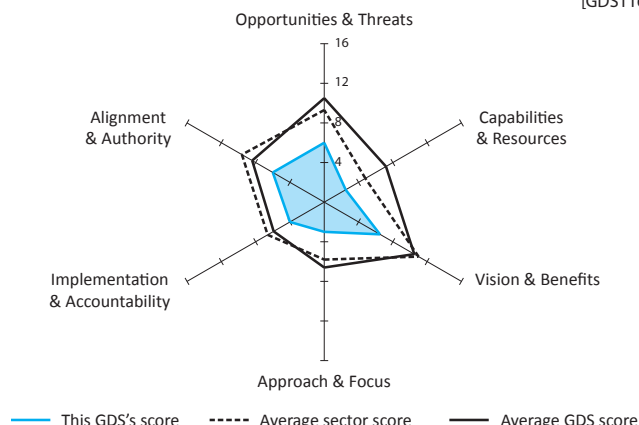 [GDST
Opportunities & Threats
16
12
8
4
Alignment
& Authority
Capabilities
& Resources
Implementation
& Accountability
Vision & Benefits
Approach & Focus
This GDS's score
Average sector score
Average GDS score